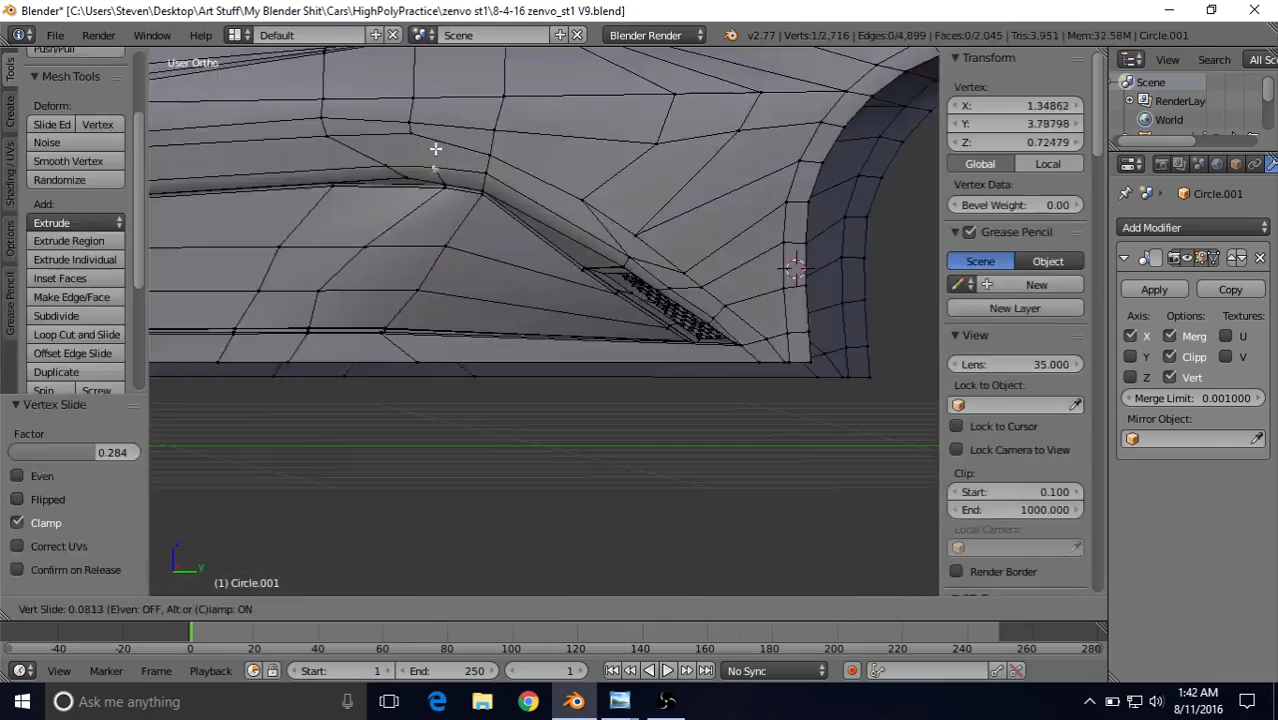 Blender* [C:\Users\Steven\Desktop\Art Stuff\My Blender Shit\Cars\HighPolyPractice\zenvo st1\8-4-16 zenvo_st1 V9.blend]
File Render Window Help Default Scene Blender Render v2.77 | Verts:1/2,716 | Edges:0/4,899 | Faces:0/2,045 | Tris:3,951 | Mem:32.58M | Circle.001
View Search All Sc
Push/Pull
Mesh Tools
Deform:
Slide Ed Vertex
Noise
Smooth Vertex
Randomize
Add:
Extrude
Extrude Region
Extrude Individual
Inset Faces
Make Edge/Face
Subdivide
Loop Cut and Slide
Offset Edge Slide
Duplicate
Spin Screw
Tools
Create
Shading / UVs
Options
Grease Pencil
Vertex Slide
Factor
0.284
Even
Flipped
Clamp
Correct UVs
Confirm on Release
User Ortho
z
y
(1) Circle.001
Vert Slide: 0.0813 (E)ven: OFF, Alt or (C)lamp: ON
Transform
Vertex:
X: 1.34862
Y: 3.78798
Z: 0.72479
Global Local
Vertex Data:
Bevel Weight: 0.00
Grease Pencil
Scene Object
New
New Layer
View
Lens: 35.000
Lock to Object:
Lock to Cursor
Lock Camera to View
Clip:
Start: 0.100
End: 1000.000
Local Camera:
Render Border
Scene
RenderLay
World
Circle.001
Add Modifier
Apply Copy
Axis: Options: Textures:
X Merg U
Y Clipp V
Z Vert
Merge Limit: 0.001000
Mirror Object:
-40 -20 0 20 40 60 80 100 120 140 160 180 200 220 240 260 280
View Marker Frame Playback Start: 1 End: 250 1 No Sync
Ask me anything
1:42 AM
8/11/2016